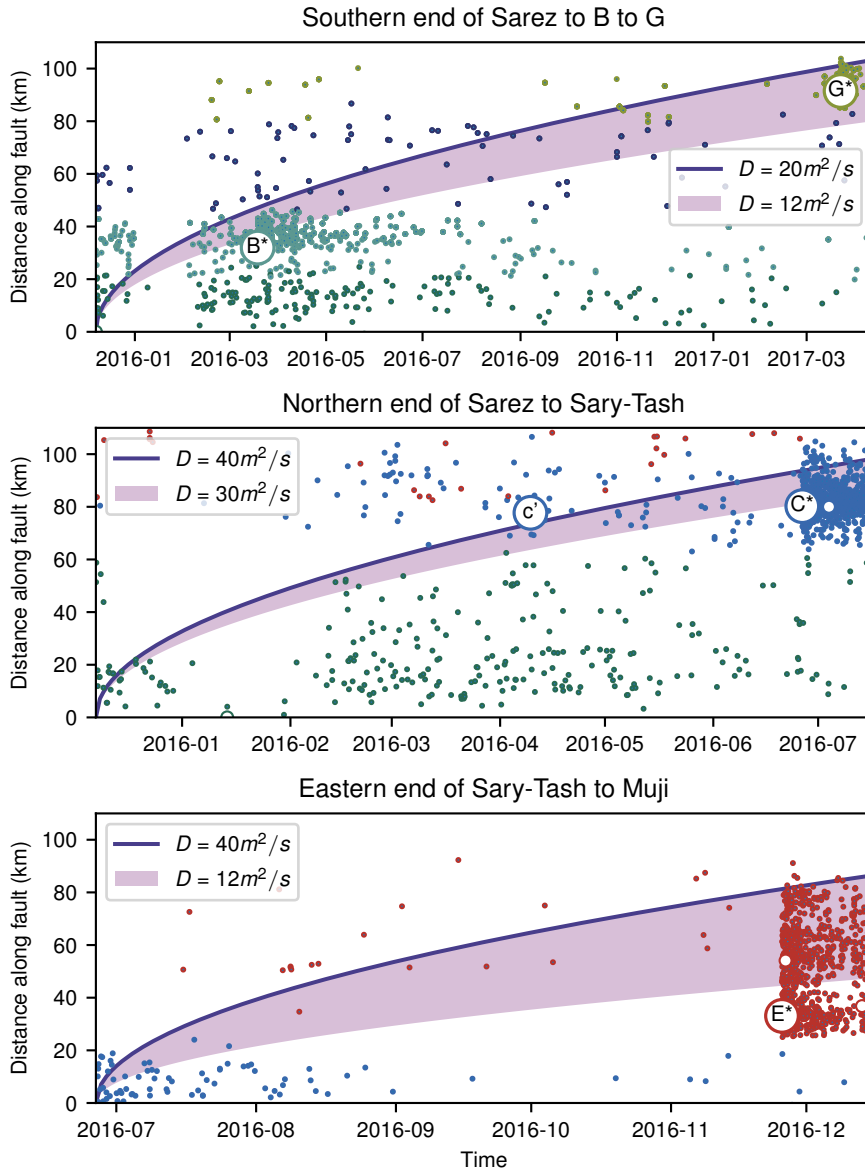 Southern end of Sarez to B to G
Distance along fault (km)
100
80
60
40
20
0
G*
B*
D = 20m²/s
D = 12m²/s
2016-01 2016-03 2016-05 2016-07 2016-09 2016-11 2017-01 2017-03
Northern end of Sarez to Sary-Tash
Distance along fault (km)
100
80
60
40
20
0
D = 40m²/s
D = 30m²/s
c'
C*
2016-01 2016-02 2016-03 2016-04 2016-05 2016-06 2016-07
Eastern end of Sary-Tash to Muji
Distance along fault (km)
100
80
60
40
20
0
D = 40m²/s
D = 12m²/s
E*
2016-07 2016-08 2016-09 2016-10 2016-11 2016-12
Time